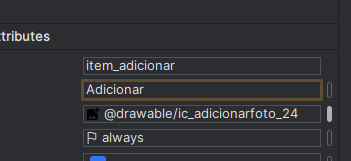 ttributes
item_adicionar
Adicionar
@drawable/ic_adicionarfoto_24
always